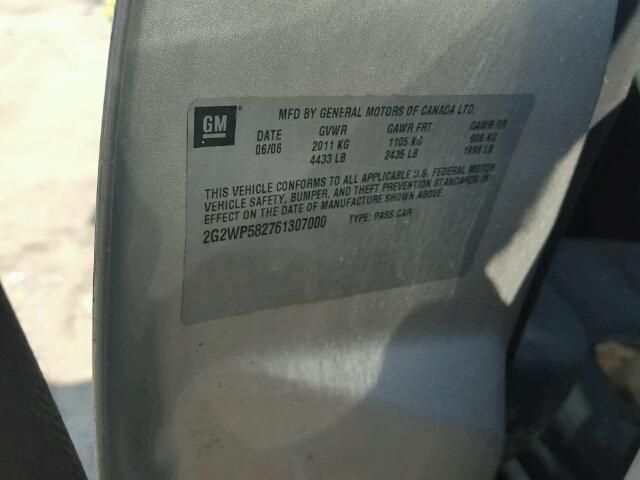 GM
MFD BY GENERAL MOTORS OF CANADA LTD.
DATE GVWR GAWR FRT GAWR RR
06/06 2011 KG 1105 KG 906 KG
4433 LB 2435 LB 1998 LB
THIS VEHICLE CONFORMS TO ALL APPLICABLE U.S. FEDERAL MOTOR
VEHICLE SAFETY, BUMPER, AND THEFT PREVENTION STANDARDS IN
EFFECT ON THE DATE OF MANUFACTURE SHOWN ABOVE.
2G2WP582761307000 TYPE: PASS CAR